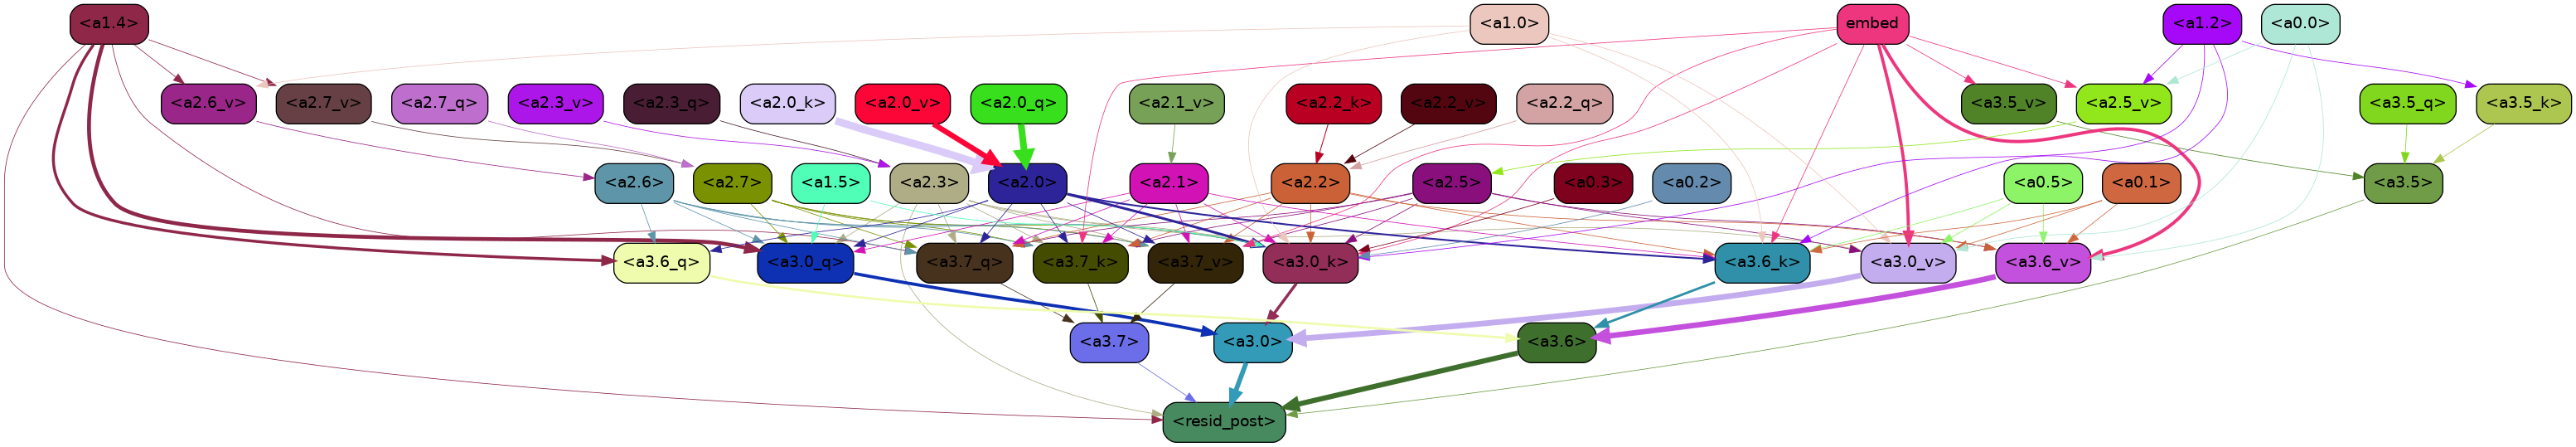 <a1.4> <a1.0> embed <a1.2> <a0.0>
<a2.6_v> <a2.7_v> <a2.7_q> <a2.3_v> <a2.3_q> <a2.0_k> <a2.0_v> <a2.0_q> <a2.1_v> <a2.2_k> <a2.2_v> <a2.2_q> <a3.5_v> <a2.5_v> <a3.5_q> <a3.5_k>
<a2.6> <a2.7> <a1.5> <a2.3> <a2.0> <a2.1> <a2.2> <a2.5> <a0.3> <a0.2> <a0.5> <a0.1> <a3.5>
<a3.6_q> <a3.0_q> <a3.7_q> <a3.7_k> <a3.7_v> <a3.0_k> <a3.6_k> <a3.0_v> <a3.6_v>
<a3.7> <a3.0> <a3.6>
<resid_post>